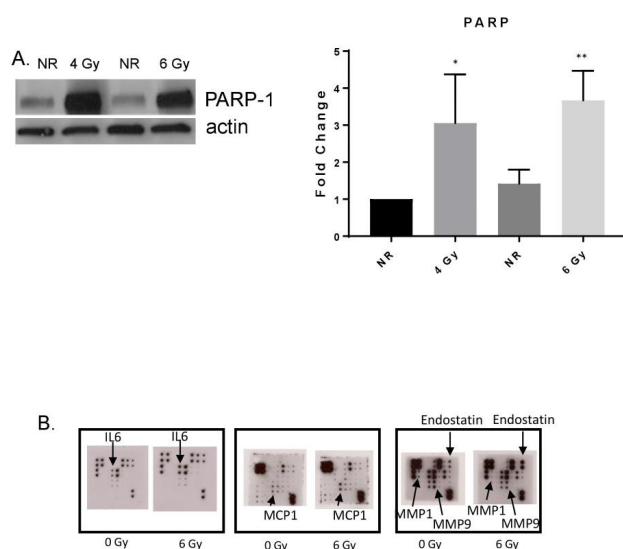 A.
NR 4 Gy NR 6 Gy
PARP-1
actin
PARP
Fold Change
5
4
3
2
1
0
*
**
NR
4 Gy
NR
6 Gy
B.
IL6 IL6
0 Gy 6 Gy
MCP1 MCP1
0 Gy 6 Gy
Endostatin Endostatin
MMP1 MMP1
MMP9 MMP9
0 Gy 6 Gy